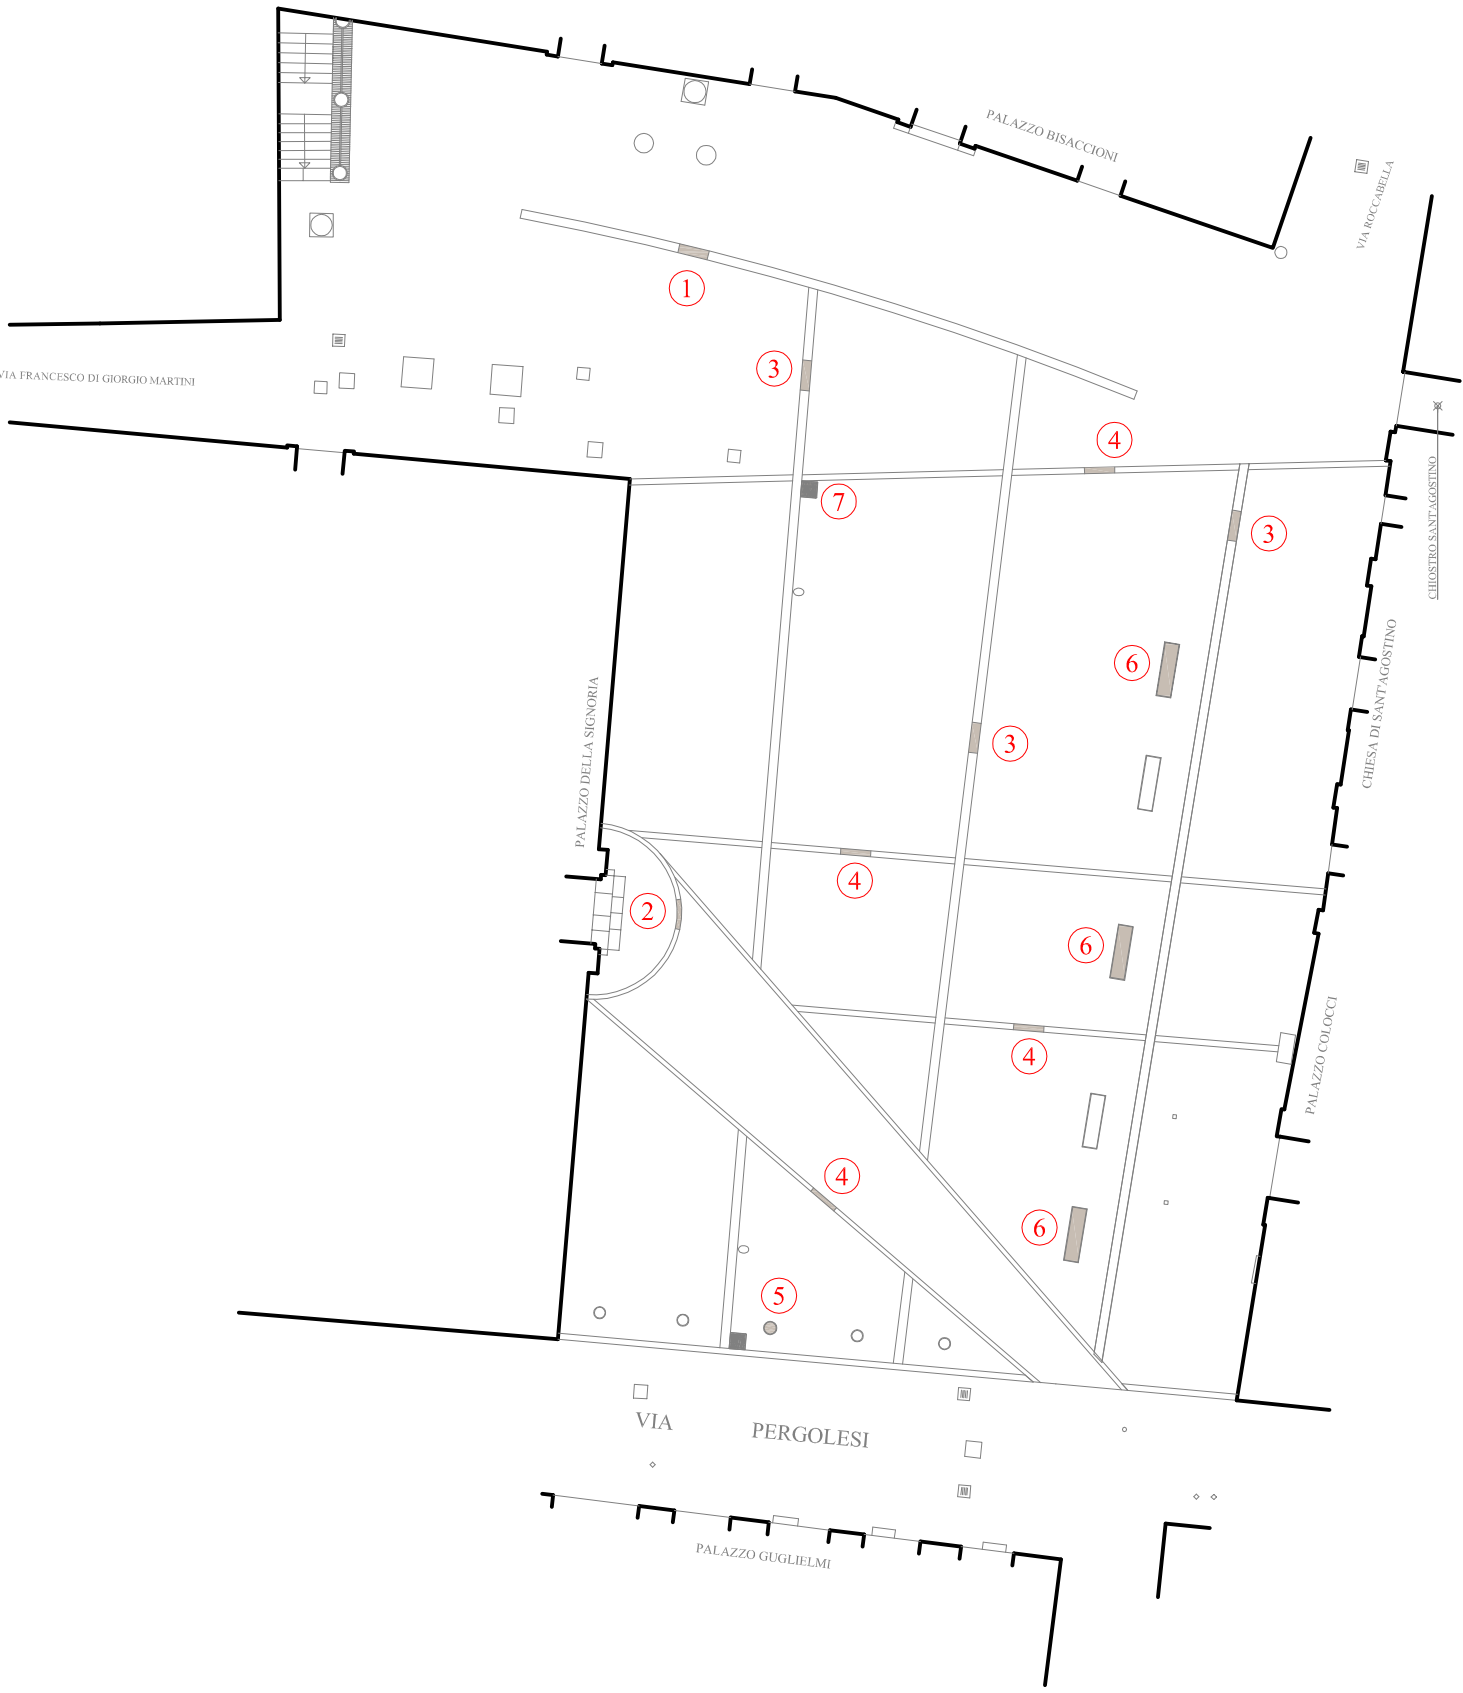 PALAZZO BISACCIONI
VIA ROCCABELLA
1
3
VIA FRANCESCO DI GIORGIO MARTINI
4
7
3
CHIOSTRO SANT'AGOSTINO
6
CHIESA DI SANT'AGOSTINO
PALAZZO DELLA SIGNORIA
3
4
2
6
4
PALAZZO COLOCCI
4
6
5
VIA PERGOLESI
PALAZZO GUGLIELMI